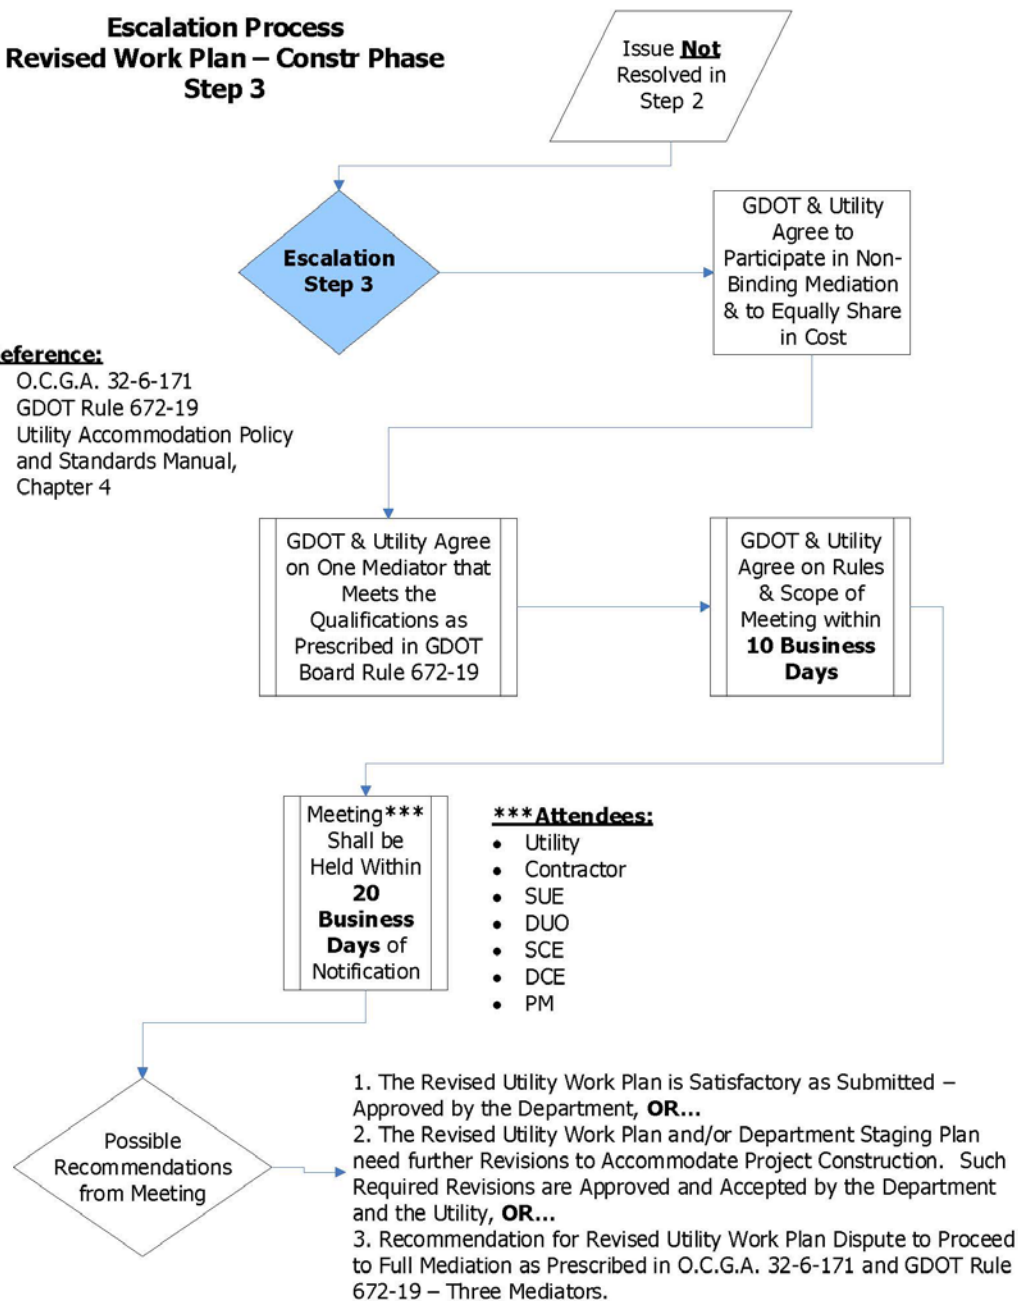 Escalation Process
Revised Work Plan – Constr Phase
Step 3
Issue Not
Resolved in
Step 2
Escalation
Step 3
GDOT & Utility
Agree to
Participate in Non-
Binding Mediation
& to Equally Share
in Cost
eference:
O.C.G.A. 32-6-171
GDOT Rule 672-19
Utility Accommodation Policy
and Standards Manual,
Chapter 4
GDOT & Utility Agree
on One Mediator that
Meets the
Qualifications as
Prescribed in GDOT
Board Rule 672-19
GDOT & Utility
Agree on Rules
& Scope of
Meeting within
10 Business
Days
Meeting***
Shall be
Held Within
20
Business
Days of
Notification
***Attendees:
• Utility
• Contractor
• SUE
• DUO
• SCE
• DCE
• PM
Possible
Recommendations
from Meeting
1. The Revised Utility Work Plan is Satisfactory as Submitted –
Approved by the Department, OR...
2. The Revised Utility Work Plan and/or Department Staging Plan
need further Revisions to Accommodate Project Construction. Such
Required Revisions are Approved and Accepted by the Department
and the Utility, OR...
3. Recommendation for Revised Utility Work Plan Dispute to Proceed
to Full Mediation as Prescribed in O.C.G.A. 32-6-171 and GDOT Rule
672-19 – Three Mediators.